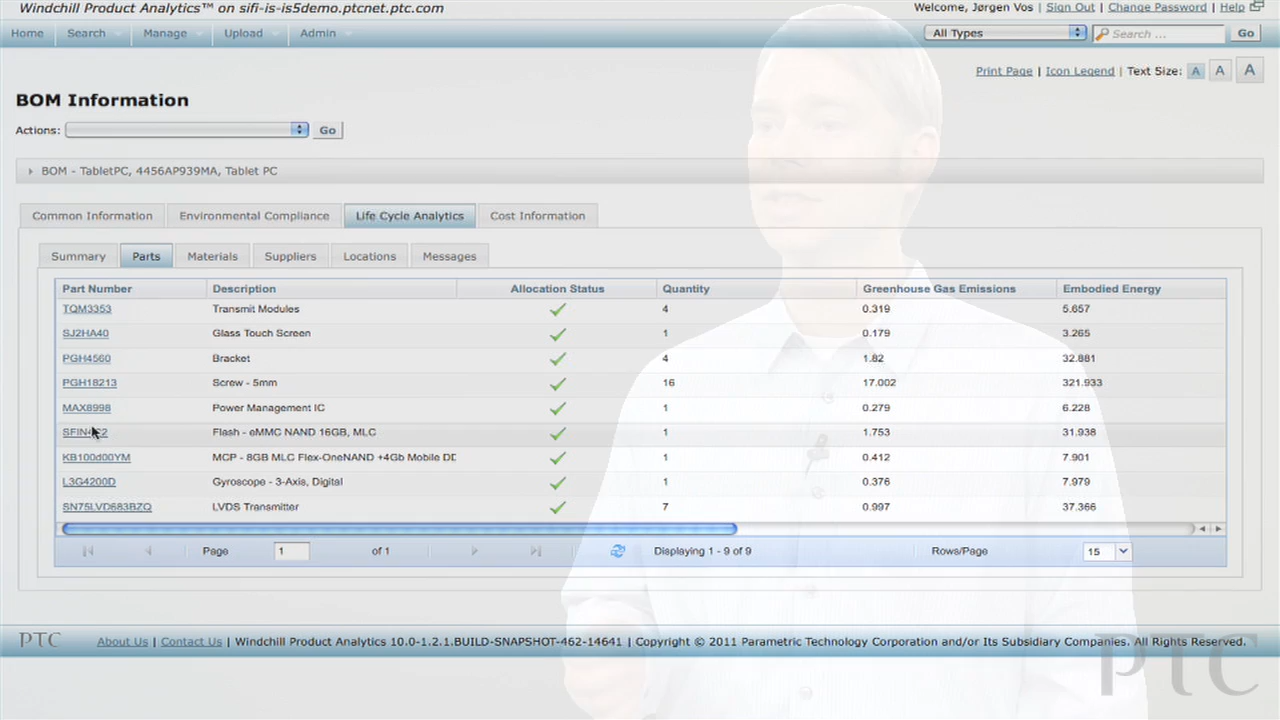 Windchill Product Analytics™ on sifi-is-is5demo.ptcnet.ptc.com Welcome, Jørgen Vos | Sign Out | Change Password | Help
Home Search Manage Upload Admin All Types Search ... Go
Print Page | Icon Legend | Text Size: A A A
BOM Information
Actions: Go
BOM - TabletPC, 4456AP939MA, Tablet PC
Common Information Environmental Compliance Life Cycle Analytics Cost Information
Summary Parts Materials Suppliers Locations Messages
Part Number Description Allocation Status Quantity Greenhouse Gas Emissions Embodied Energy
TQM3353 Transmit Modules 4 0.319 5.657
SJ2HA40 Glass Touch Screen 1 0.179 3.265
PGH4560 Bracket 4 1.82 32.881
PGH18213 Screw - 5mm 16 17.002 321.933
MAX8998 Power Management IC 1 0.279 6.228
Flash - eMMC NAND 16GB, MLC 1 1.753 31.938
KB100d00YM MCP - 8GB MLC Flex-OneNAND +4Gb Mobile DD 1 0.412 7.901
L3G4200D Gyroscope - 3-Axis, Digital 1 0.376 7.979
SN75LVD683BZQ LVDS Transmitter 7 0.997 37.366
Page 1 of 1 Displaying 1 - 9 of 9 Rows/Page 15
PTC About Us | Contact Us | Windchill Product Analytics 10.0-1.2.1.BUILD-SNAPSHOT-462-14641 | Copyright © 2011 Parametric Technology Corporation and/or Its Subsidiary Companies. All Rights Reserved.
PTC